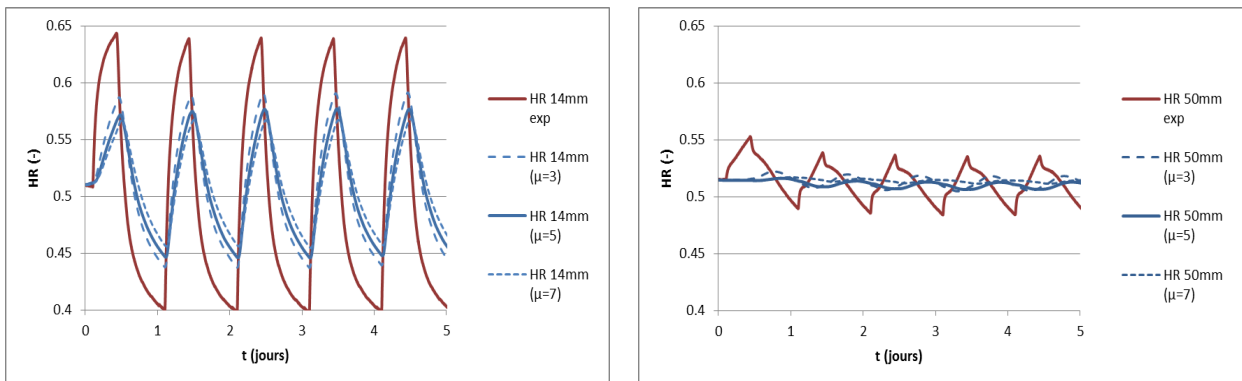 0.65
0.6
0.55
0.5
0.45
0.4
HR (-)
0
1
2
3
4
5
t (jours)
HR 14mm
exp
HR 14mm
(μ=3)
HR 14mm
(μ=5)
HR 14mm
(μ=7)
0.65
0.6
0.55
0.5
0.45
0.4
HR (-)
0
1
2
3
4
5
t (jours)
HR 50mm
exp
HR 50mm
(μ=3)
HR 50mm
(μ=5)
HR 50mm
(μ=7)